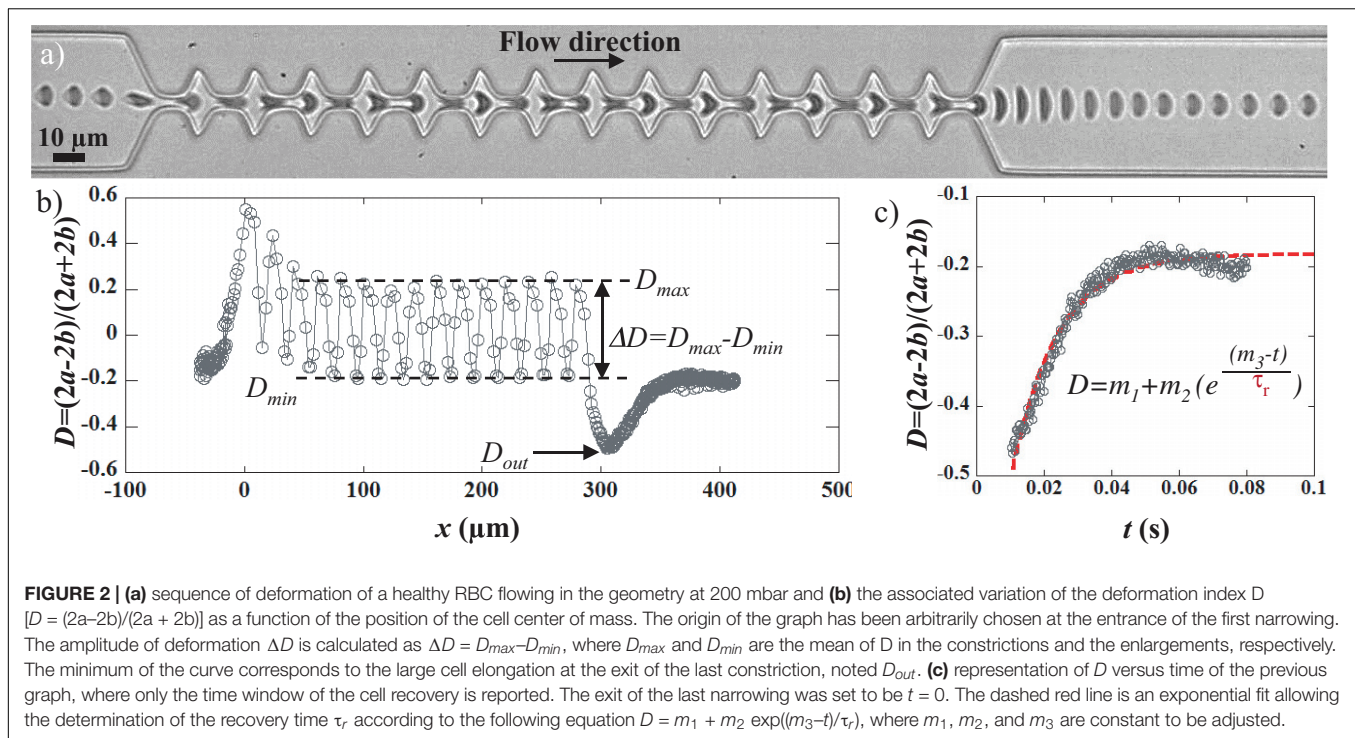 a)
Flow direction
10 µm
b)
D=(2a-2b)/(2a+2b)
0.6
0.4
0.2
0
-0.2
-0.4
-0.6
-100
0
100
200
300
400
500
x (µm)
D_max
ΔD=D_max-D_min
D_min
D_out
c)
D=(2a-2b)/(2a+2b)
-0.1
-0.2
-0.3
-0.4
-0.5
0
0.02
0.04
0.06
0.08
0.1
t (s)
D=m_1+m_2(e^{(m_3-t)/τ_r})
FIGURE 2 | (a) sequence of deformation of a healthy RBC flowing in the geometry at 200 mbar and (b) the associated variation of the deformation index D
[D = (2a–2b)/(2a + 2b)] as a function of the position of the cell center of mass. The origin of the graph has been arbitrarily chosen at the entrance of the first narrowing.
The amplitude of deformation ΔD is calculated as ΔD = D_max–D_min, where D_max and D_min are the mean of D in the constrictions and the enlargements, respectively.
The minimum of the curve corresponds to the large cell elongation at the exit of the last constriction, noted D_out. (c) representation of D versus time of the previous
graph, where only the time window of the cell recovery is reported. The exit of the last narrowing was set to be t = 0. The dashed red line is an exponential fit allowing
the determination of the recovery time τ_r according to the following equation D = m_1 + m_2 exp((m_3–t)/τ_r), where m_1, m_2, and m_3 are constant to be adjusted.